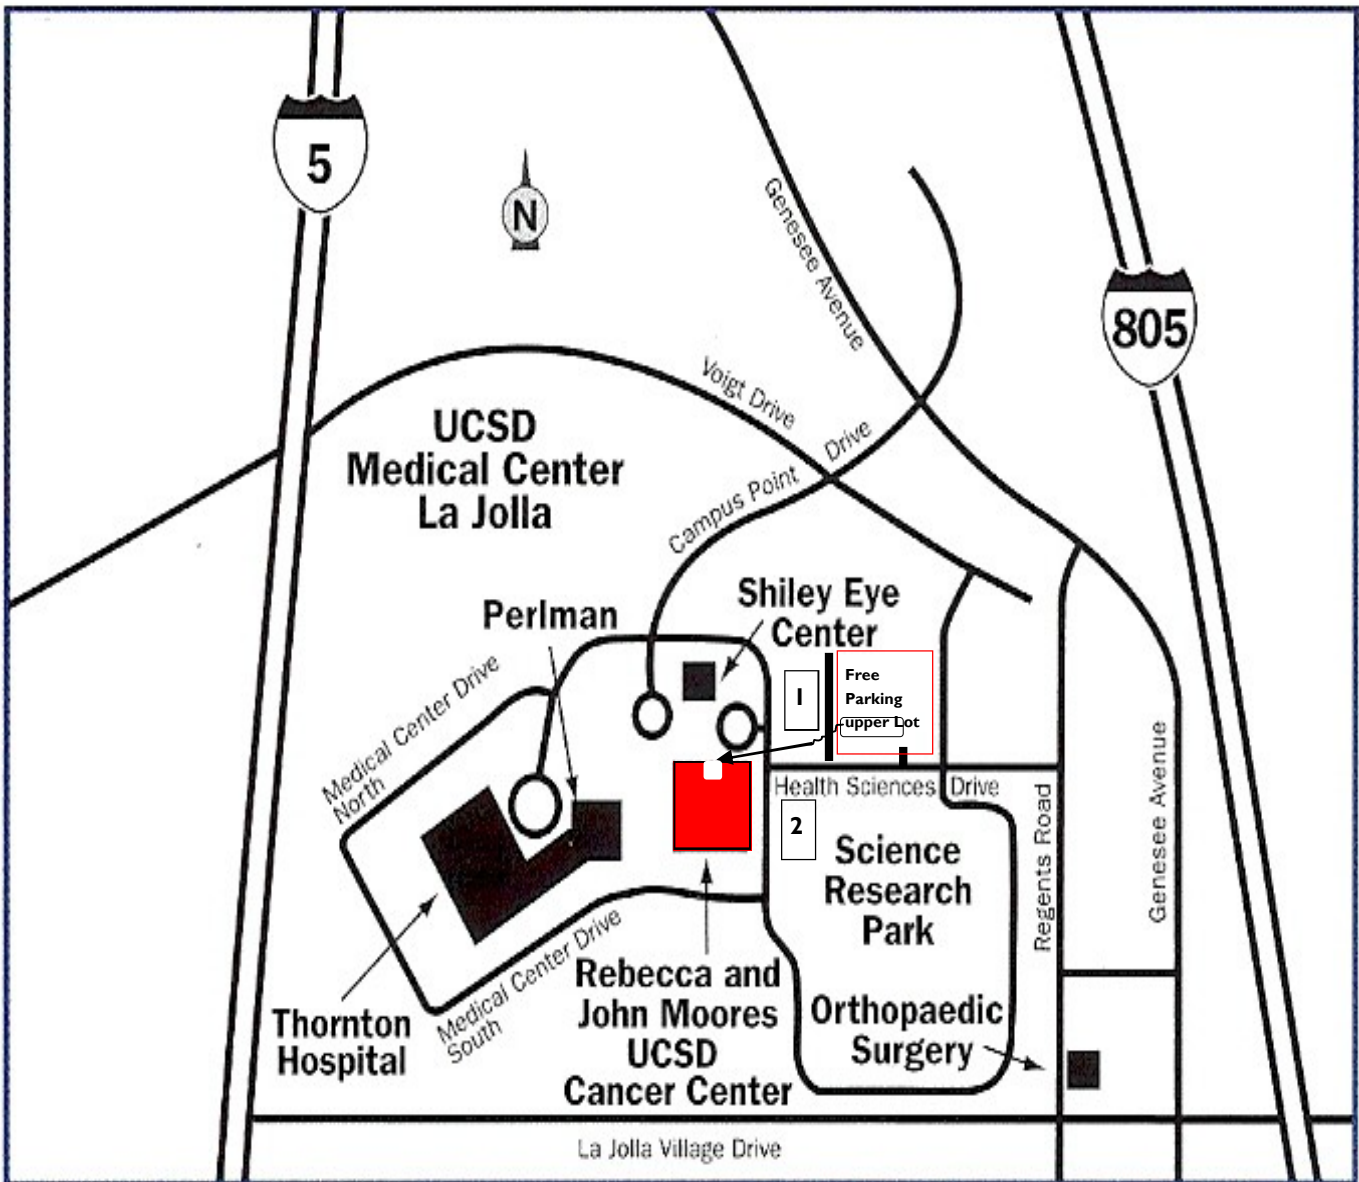 5
N
Genesee Avenue
805
Voigt Drive
UCSD
Medical Center
La Jolla
Campus Point Drive
Shiley Eye
Center
Perlman
Free
Parking
upper Lot
1
Medical Center Drive
North
Health Sciences Drive
2
Science
Research
Park
Regents Road
Genesee Avenue
Medical Center Drive
South
Rebecca and
John Moores
UCSD
Cancer Center
Thornton
Hospital
Orthopaedic
Surgery
La Jolla Village Drive